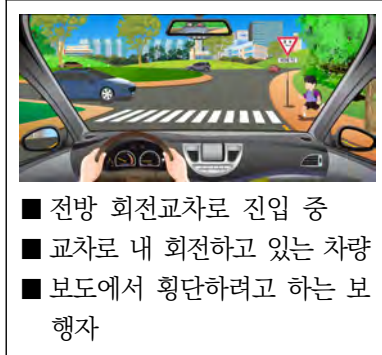 ■ 전방 회전교차로 진입 중
■ 교차로 내 회전하고 있는 차량
■ 보도에서 횡단하려고 하는 보
행자